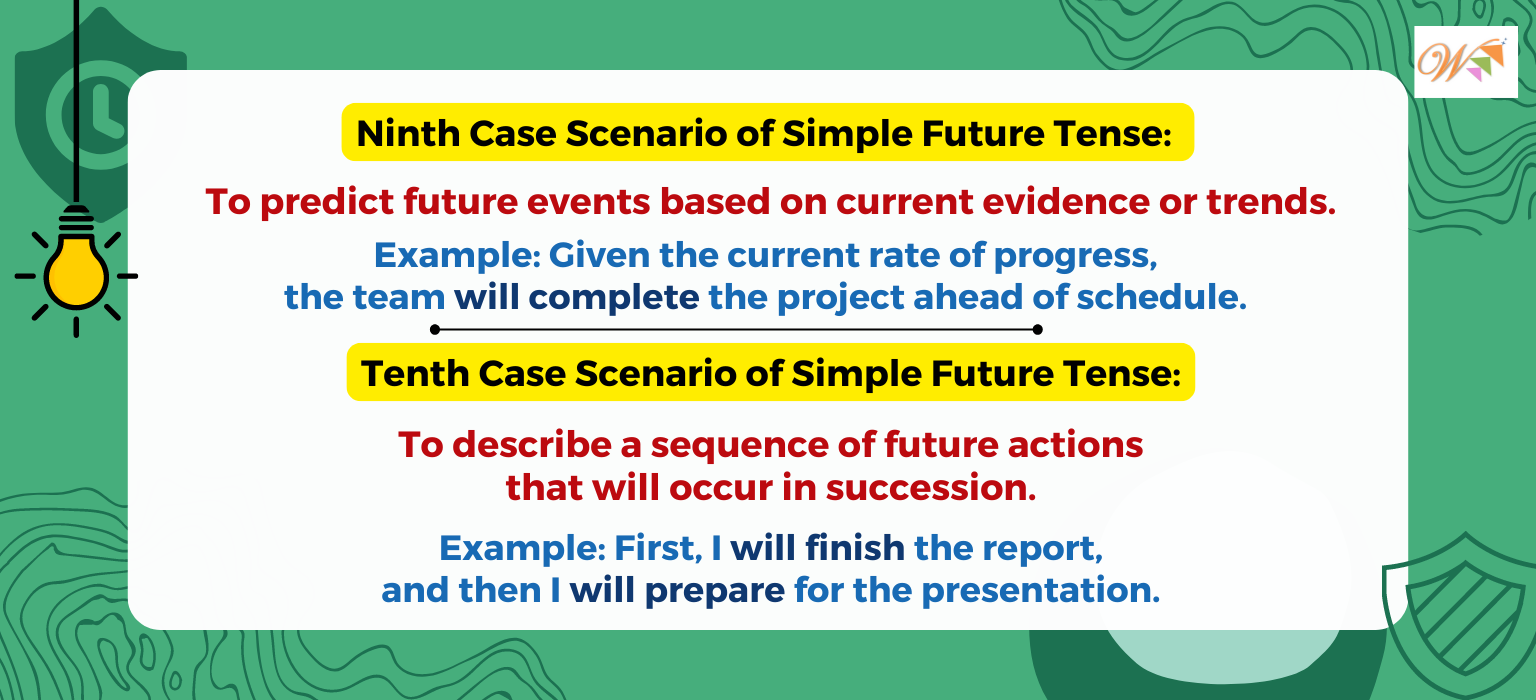 Ninth Case Scenario of Simple Future Tense:
To predict future events based on current evidence or trends.
Example: Given the current rate of progress,
the team will complete the project ahead of schedule.
Tenth Case Scenario of Simple Future Tense:
To describe a sequence of future actions
that will occur in succession.
Example: First, I will finish the report,
and then I will prepare for the presentation.
W